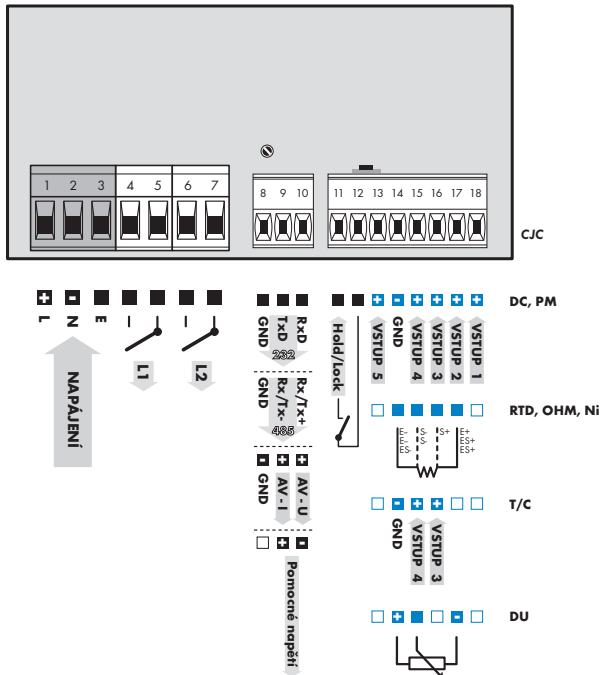 1 2 3 4 5 6 7 8 9 10 11 12 13 14 15 16 17 18
CJC
+ -
L N E
NAPÁJENÍ
L1
L2
GND TxD RxD
232
GND Rx/Tx- Rx/Tx+
485
- + +
GND AV - I AV - U
+ -
Pomocné napětí
Hold/Lock
+ - + + + +
DC, PM
VSTUP 5 GND VSTUP 4 VSTUP 3 VSTUP 2 VSTUP 1
RTD, OHM, Ni
E- S- S+ E+
E- S- ES+
ES- ES+
- + +
T/C
GND VSTUP 4 VSTUP 3
+ -
DU